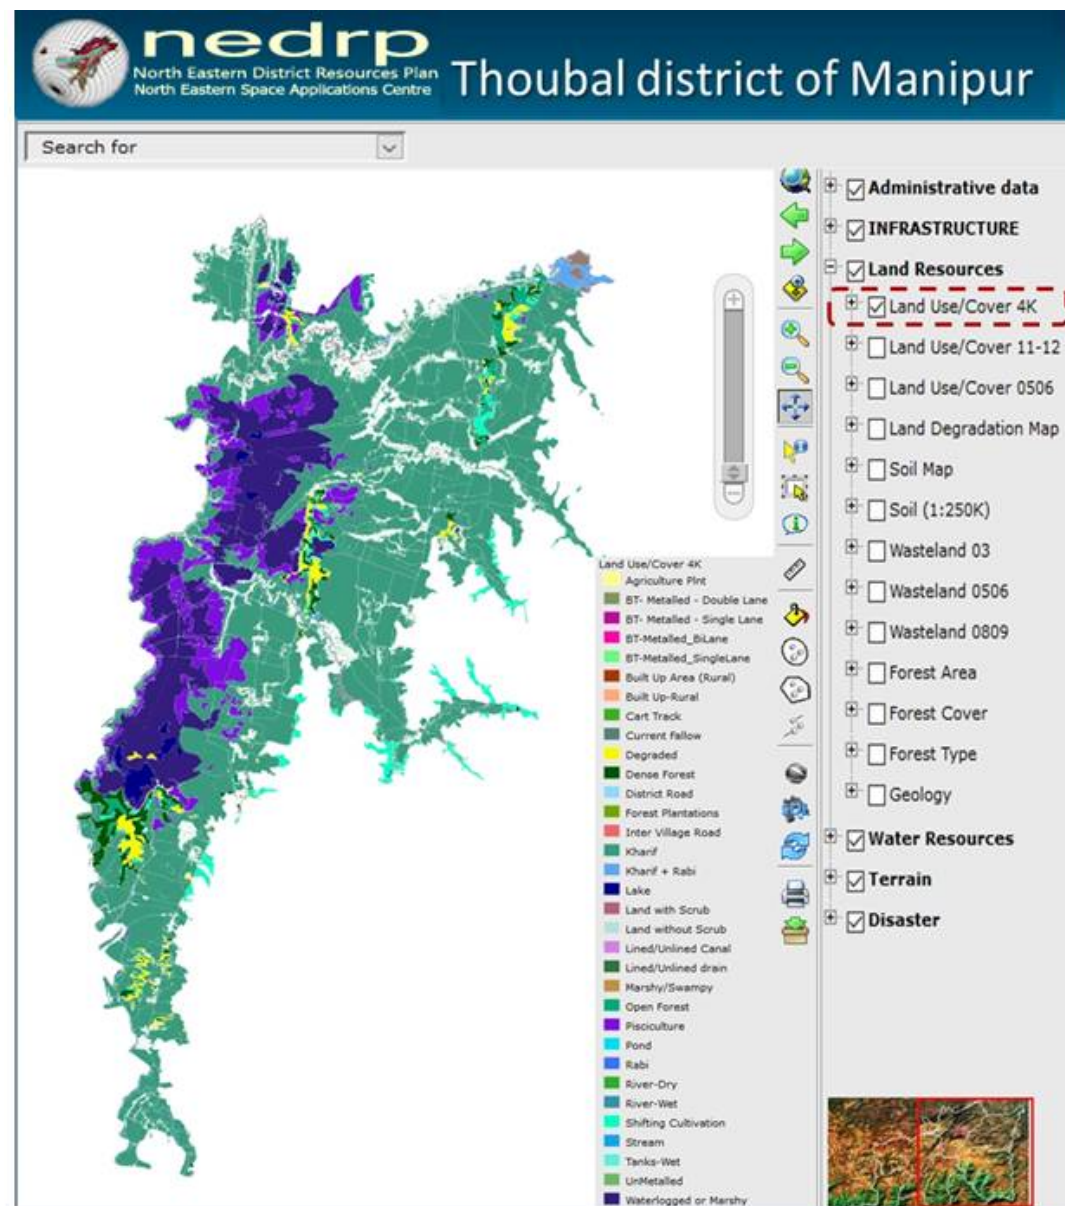 nedrp
North Eastern District Resources Plan
North Eastern Space Applications Centre
Thoubal district of Manipur
Search for
Administrative data
INFRASTRUCTURE
Land Resources
Land Use/Cover 4K
Land Use/Cover 11-12
Land Use/Cover 0506
Land Degradation Map
Soil Map
Soil (1:250K)
Wasteland 03
Wasteland 0506
Wasteland 0809
Forest Area
Forest Cover
Forest Type
Geology
Water Resources
Terrain
Disaster
Land Use/Cover 4K
Agriculture Plnt
BT- Metalled - Double Lane
BT- Metalled - Single Lane
BT-Metalled_BiLane
BT-Metalled_SingleLane
Built Up Area (Rural)
Built Up-Rural
Cart Track
Current Fallow
Degraded
Dense Forest
District Road
Forest Plantations
Inter Village Road
Kharif
Kharif + Rabi
Lake
Land with Scrub
Land without Scrub
Lined/Unlined Canal
Lined/Unlined drain
Marshy/Swampy
Open Forest
Pisciculture
Pond
Rabi
River-Dry
River-Wet
Shifting Cultivation
Stream
Tanks-Wet
UnMetalled
Waterlogged or Marshy